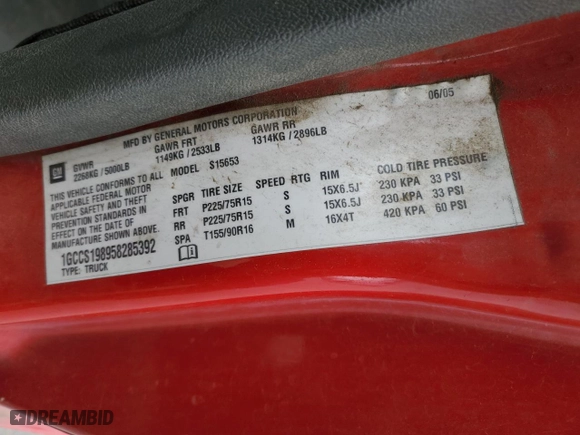 MFD BY GENERAL MOTORS CORPORATION 06/05
GM GVWR GAWR FRT GAWR RR
2268KG / 5000LB 1149KG / 2533LB 1314KG / 2896LB
THIS VEHICLE CONFORMS TO ALL MODEL S15653
APPLICABLE FEDERAL MOTOR
VEHICLE SAFETY AND THEFT
PREVENTION STANDARDS IN
EFFECT ON THE DATE OF
MANUFACTURE SHOWN ABOVE.
1GCCS198958285392
TYPE: TRUCK
SPGR TIRE SIZE SPEED RTG RIM COLD TIRE PRESSURE
FRT P225/75R15 S 15X6.5J 230 KPA 33 PSI
RR P225/75R15 S 15X6.5J 230 KPA 33 PSI
SPA T155/90R16 M 16X4T 420 KPA 60 PSI
DREAMBID